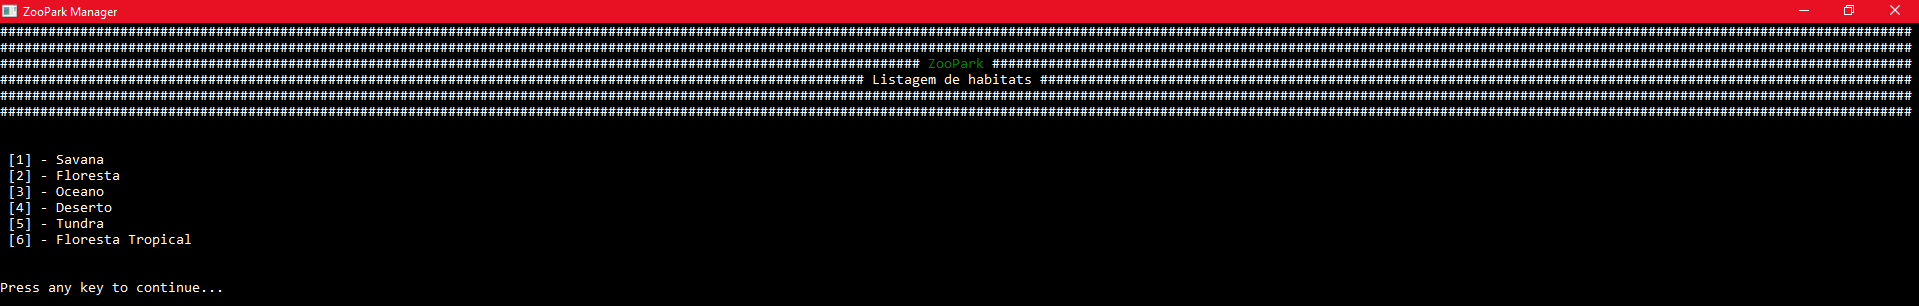 ZooPark Manager
###############################################################################################################################################################################################################################################
###############################################################################################################################################################################################################################################
################################################################################################################### ZooPark ###################################################################################################################
############################################################################################################ Listagem de habitats #############################################################################################################
###############################################################################################################################################################################################################################################
###############################################################################################################################################################################################################################################
[1] - Savana
[2] - Floresta
[3] - Oceano
[4] - Deserto
[5] - Tundra
[6] - Floresta Tropical
Press any key to continue...